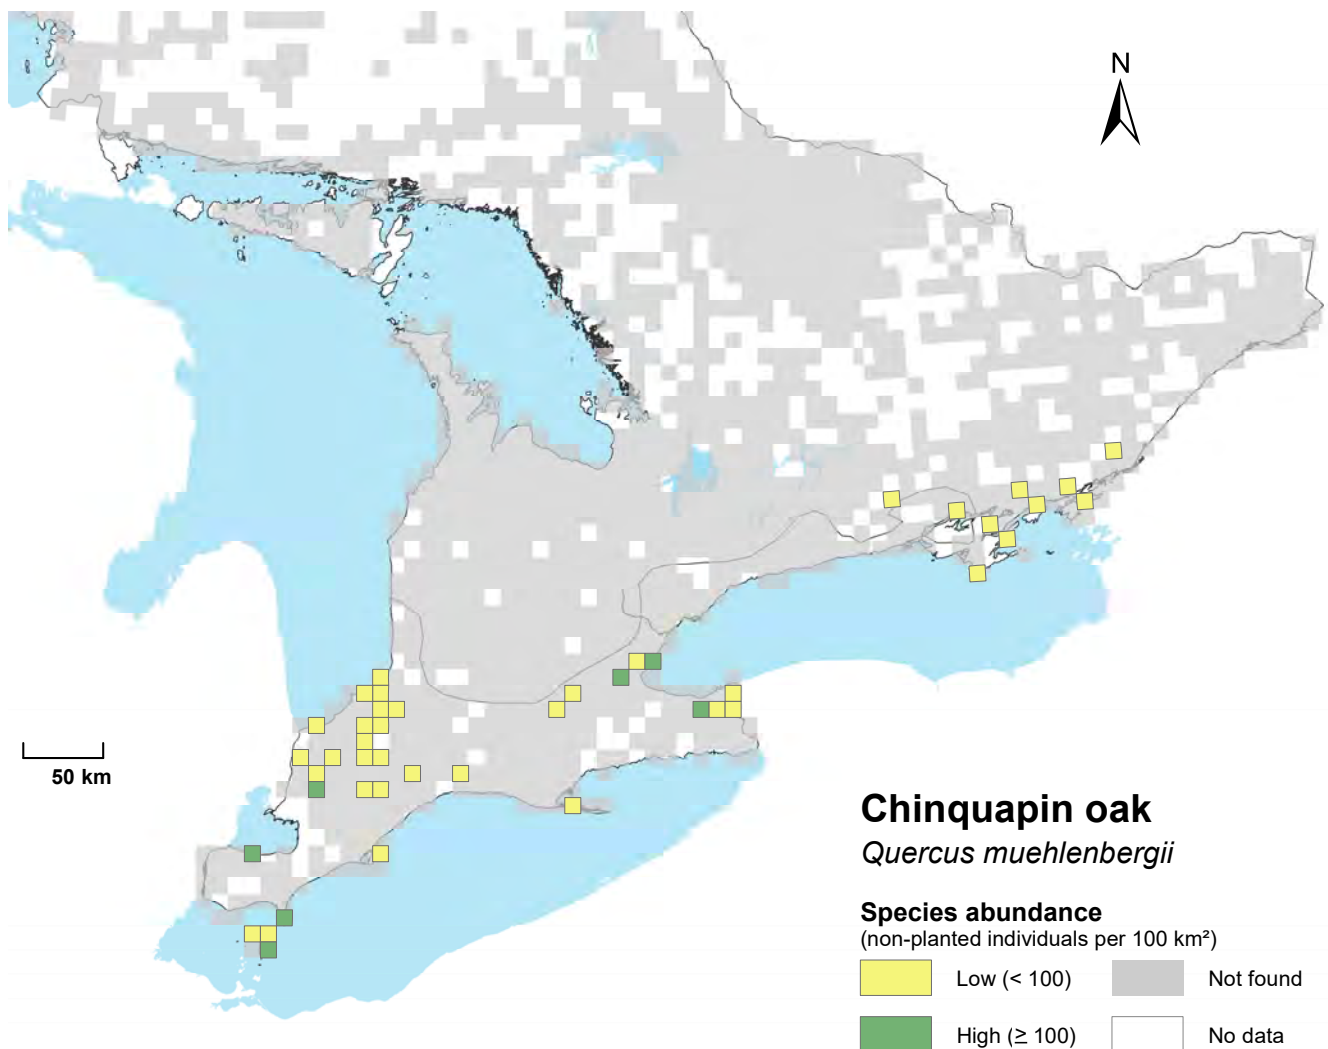 N
50 km
Chinquapin oak
Quercus muehlenbergii
Species abundance
(non-planted individuals per 100 km²)
Low (< 100)
Not found
High (≥ 100)
No data